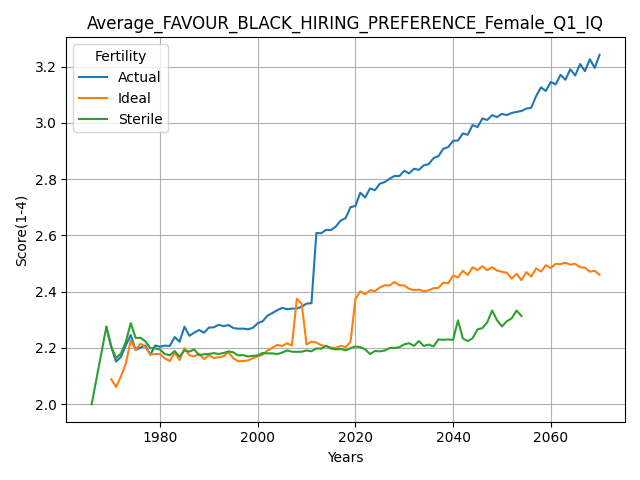 Average_FAVOUR_BLACK_HIRING_PREFERENCE_Female_Q1_IQ
Fertility
Actual
Ideal
Sterile
Score(1-4)
3.2
3.0
2.8
2.6
2.4
2.2
2.0
1980
2000
2020
2040
2060
Years